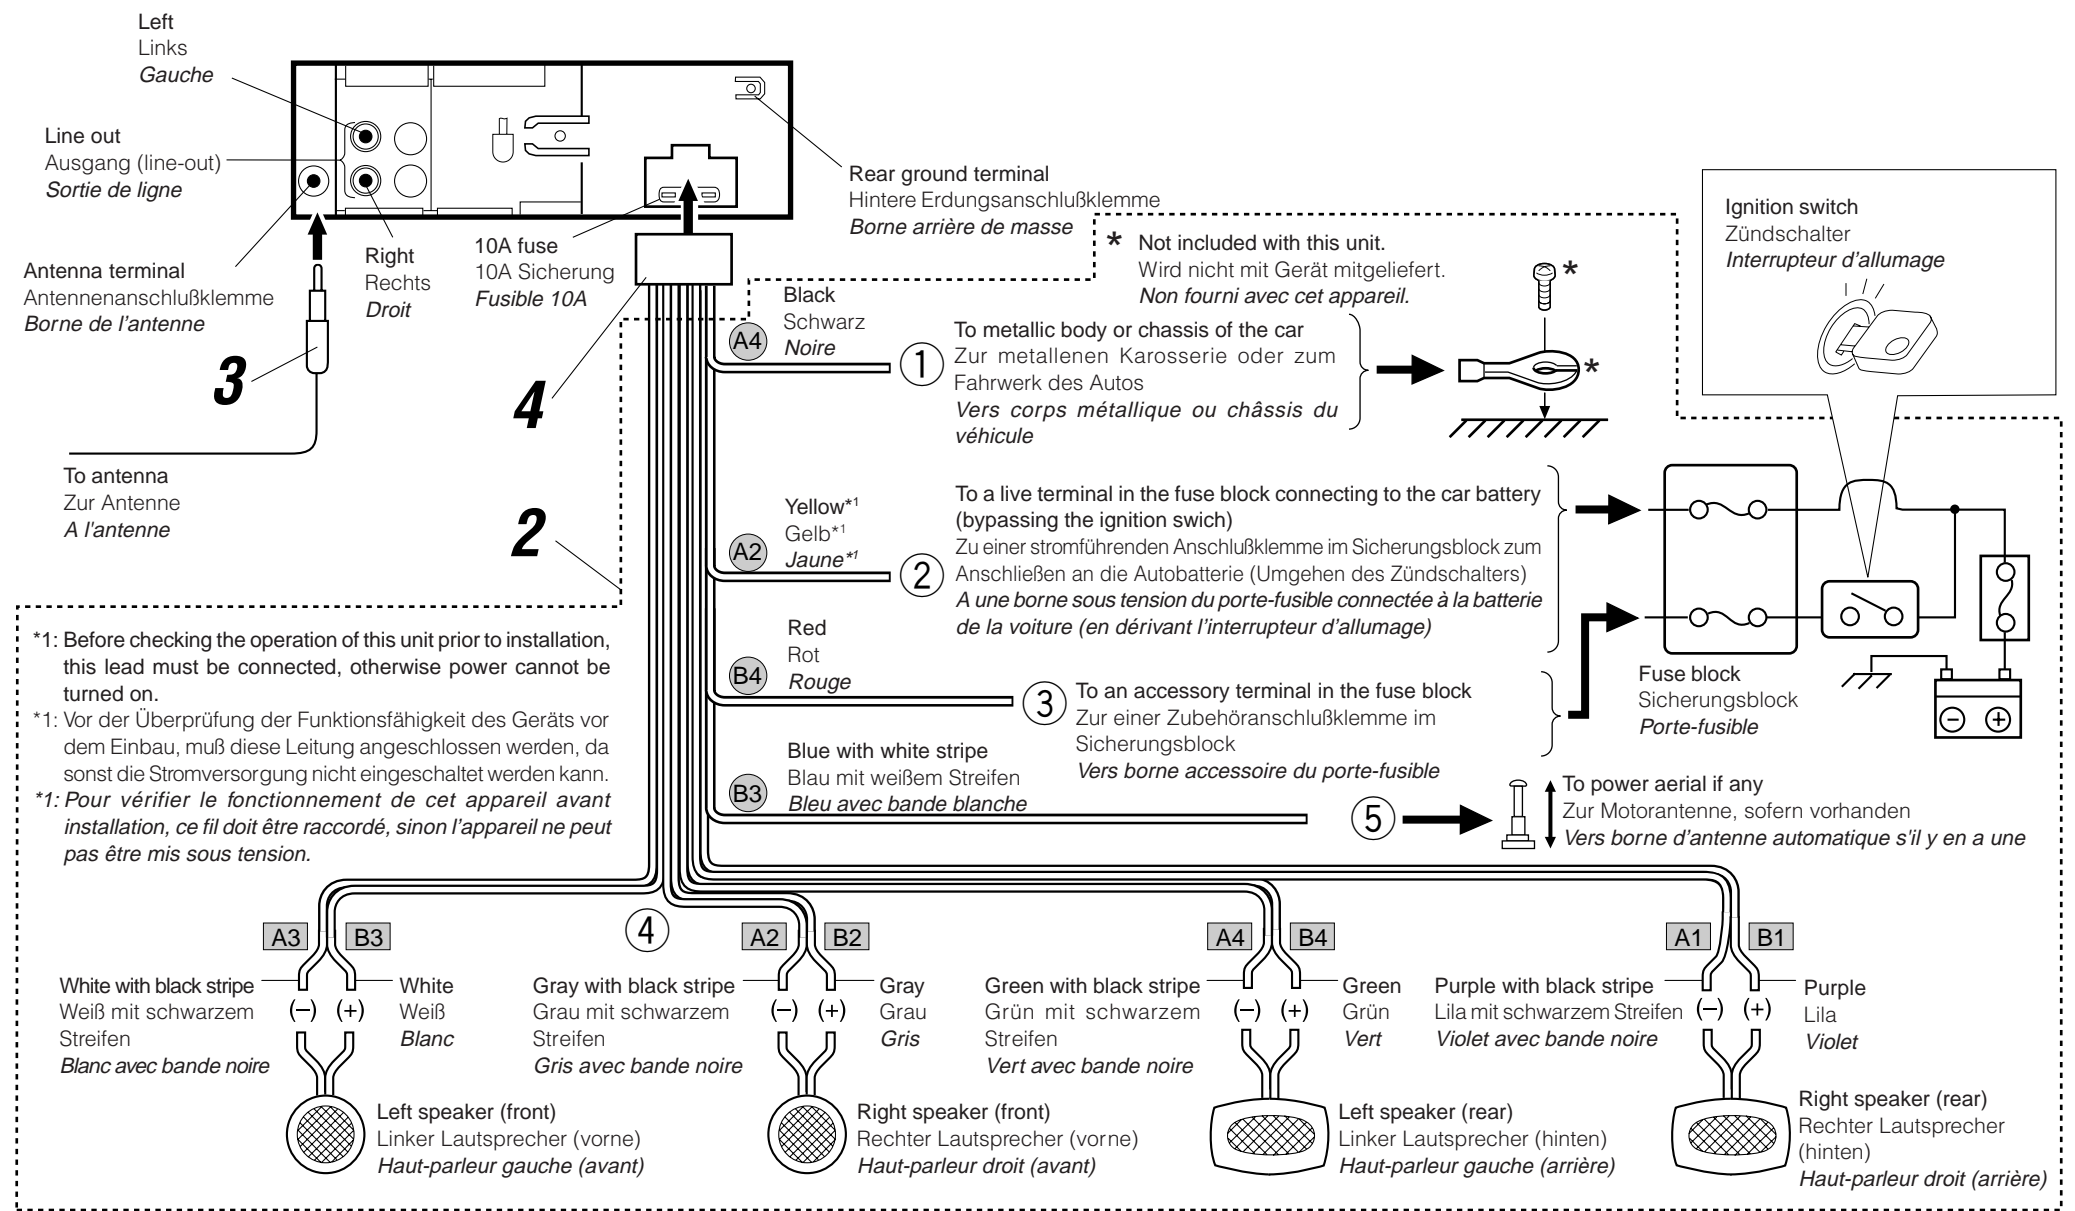 Left
Links
Gauche
Line out
Ausgang (line-out)
Sortie de ligne
Antenna terminal
Antennenanschlußklemme
Borne de l'antenne
3
To antenna
Zur Antenne
A l'antenne
Right
Rechts
Droit
10A fuse
10A Sicherung
Fusible 10A
4
2
Rear ground terminal
Hintere Erdungsanschlußklemme
Borne arrière de masse
* Not included with this unit.
Wird nicht mit Gerät mitgeliefert.
Non fourni avec cet appareil.
*
*
Ignition switch
Zündschalter
Interrupteur d'allumage
A4
Black
Schwarz
Noire
1
To metallic body or chassis of the car
Zur metallenen Karosserie oder zum
Fahrwerk des Autos
Vers corps métallique ou châssis du
véhicule
A2
Yellow*1
Gelb*1
Jaune*1
2
To a live terminal in the fuse block connecting to the car battery
(bypassing the ignition swich)
Zu einer stromführenden Anschlußklemme im Sicherungsblock zum
Anschließen an die Autobatterie (Umgehen des Zündschalters)
A une borne sous tension du porte-fusible connectée à la batterie
de la voiture (en dérivant l'interrupteur d'allumage)
B4
Red
Rot
Rouge
3
To an accessory terminal in the fuse block
Zur einer Zubehöranschlußklemme im
Sicherungsblock
Vers borne accessoire du porte-fusible
Fuse block
Sicherungsblock
Porte-fusible
− +
B3
Blue with white stripe
Blau mit weißem Streifen
Bleu avec bande blanche
5
To power aerial if any
Zur Motorantenne, sofern vorhanden
Vers borne d'antenne automatique s'il y en a une
*1: Before checking the operation of this unit prior to installation,
this lead must be connected, otherwise power cannot be
turned on.
*1: Vor der Überprüfung der Funktionsfähigkeit des Geräts vor
dem Einbau, muß diese Leitung angeschlossen werden, da
sonst die Stromversorgung nicht eingeschaltet werden kann.
*1: Pour vérifier le fonctionnement de cet appareil avant
installation, ce fil doit être raccordé, sinon l'appareil ne peut
pas être mis sous tension.
4
A3 B3
White with black stripe
Weiß mit schwarzem
Streifen
Blanc avec bande noire
(−) (+)
White
Weiß
Blanc
Left speaker (front)
Linker Lautsprecher (vorne)
Haut-parleur gauche (avant)
A2 B2
Gray with black stripe
Grau mit schwarzem
Streifen
Gris avec bande noire
(−) (+)
Gray
Grau
Gris
Right speaker (front)
Rechter Lautsprecher (vorne)
Haut-parleur droit (avant)
A4 B4
Green with black stripe
Grün mit schwarzem
Streifen
Vert avec bande noire
(−) (+)
Green
Grün
Vert
Left speaker (rear)
Linker Lautsprecher (hinten)
Haut-parleur gauche (arrière)
A1 B1
Purple with black stripe
Lila mit schwarzem Streifen
Violet avec bande noire
(−) (+)
Purple
Lila
Violet
Right speaker (rear)
Rechter Lautsprecher
(hinten)
Haut-parleur droit (arrière)